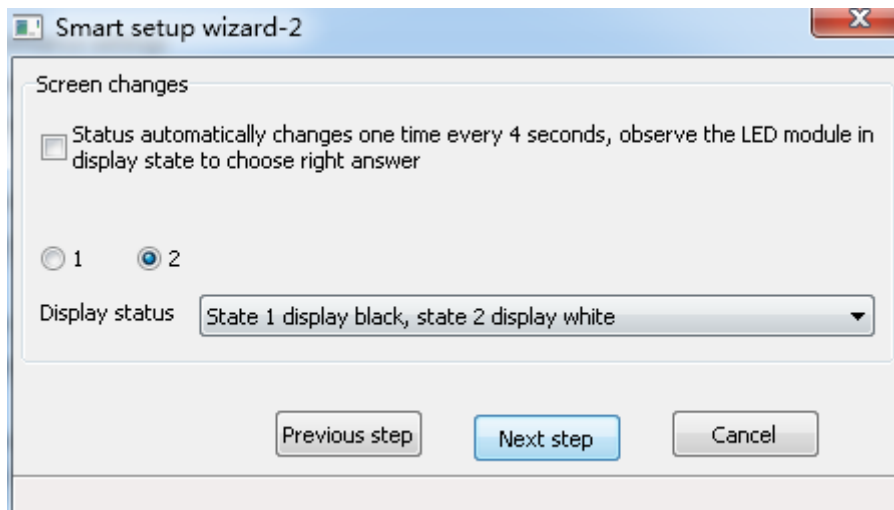 Smart setup wizard-2
Screen changes
Status automatically changes one time every 4 seconds, observe the LED module in
display state to choose right answer
1 2
Display status State 1 display black, state 2 display white
Previous step Next step Cancel